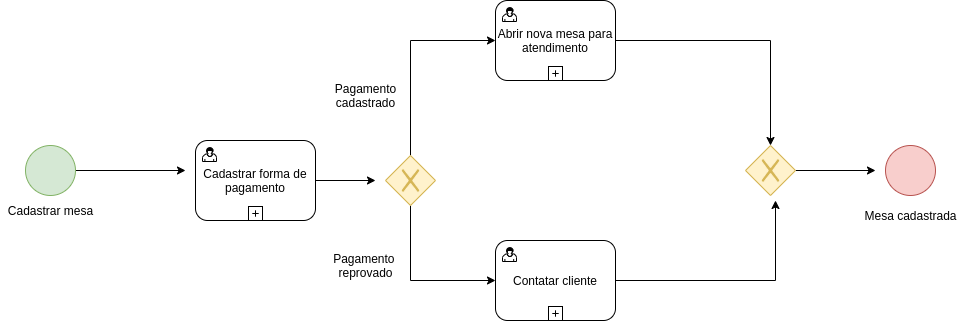 Cadastrar mesa
Cadastrar forma de
pagamento
Pagamento
cadastrado
Pagamento
reprovado
Abrir nova mesa para
atendimento
Contatar cliente
Mesa cadastrada